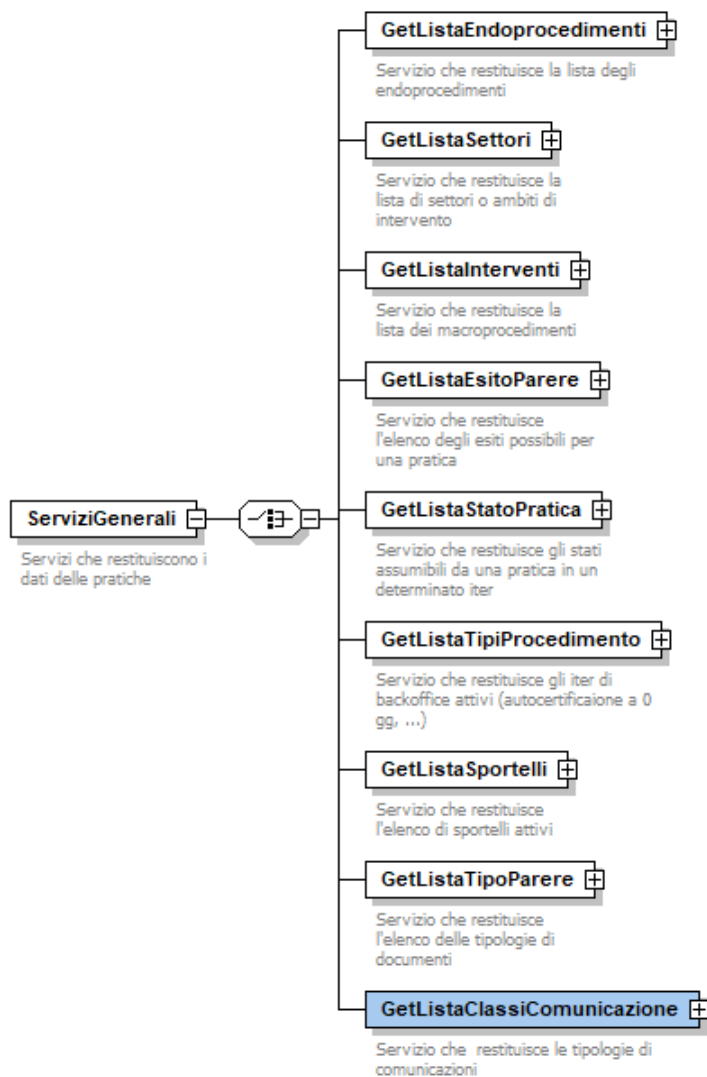 GetListaEndoprocedimenti
Servizio che restituisce la lista degli
endoprocedimenti
GetListaSettori
Servizio che restituisce la
lista di settori o ambiti di
intervento
GetListaInterventi
Servizio che restituisce la
lista dei macroprocedimenti
GetListaEsitoParere
Servizio che restituisce
l'elenco degli esiti possibili per
una pratica
ServiziGenerali
Servizi che restituiscono i
dati delle pratiche
GetListaStatoPratica
Servizio che restituisce gli stati
assumibili da una pratica in un
determinato iter
GetListaTipiProcedimento
Servizio che restituisce gli iter di
backoffice attivi (autocertificaione a 0
gg, ...)
GetListaSportelli
Servizio che restituisce
l'elenco di sportelli attivi
GetListaTipoParere
Servizio che restituisce
l'elenco delle tipologie di
documenti
GetListaClassiComunicazione
Servizio che  restituisce le tipologie di
comunicazioni